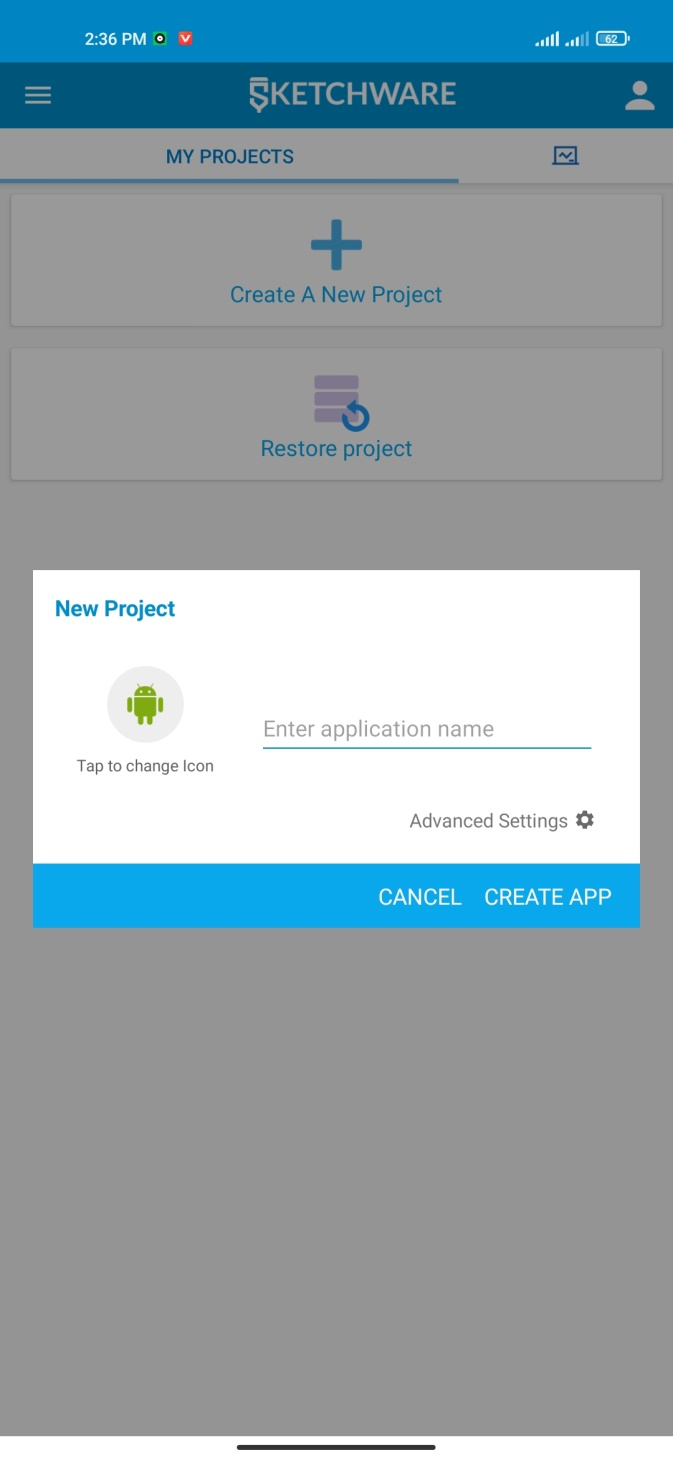 2:36 PM
62
SKETCHWARE
MY PROJECTS
Create A New Project
Restore project
New Project
Enter application name
Tap to change Icon
Advanced Settings
CANCEL CREATE APP